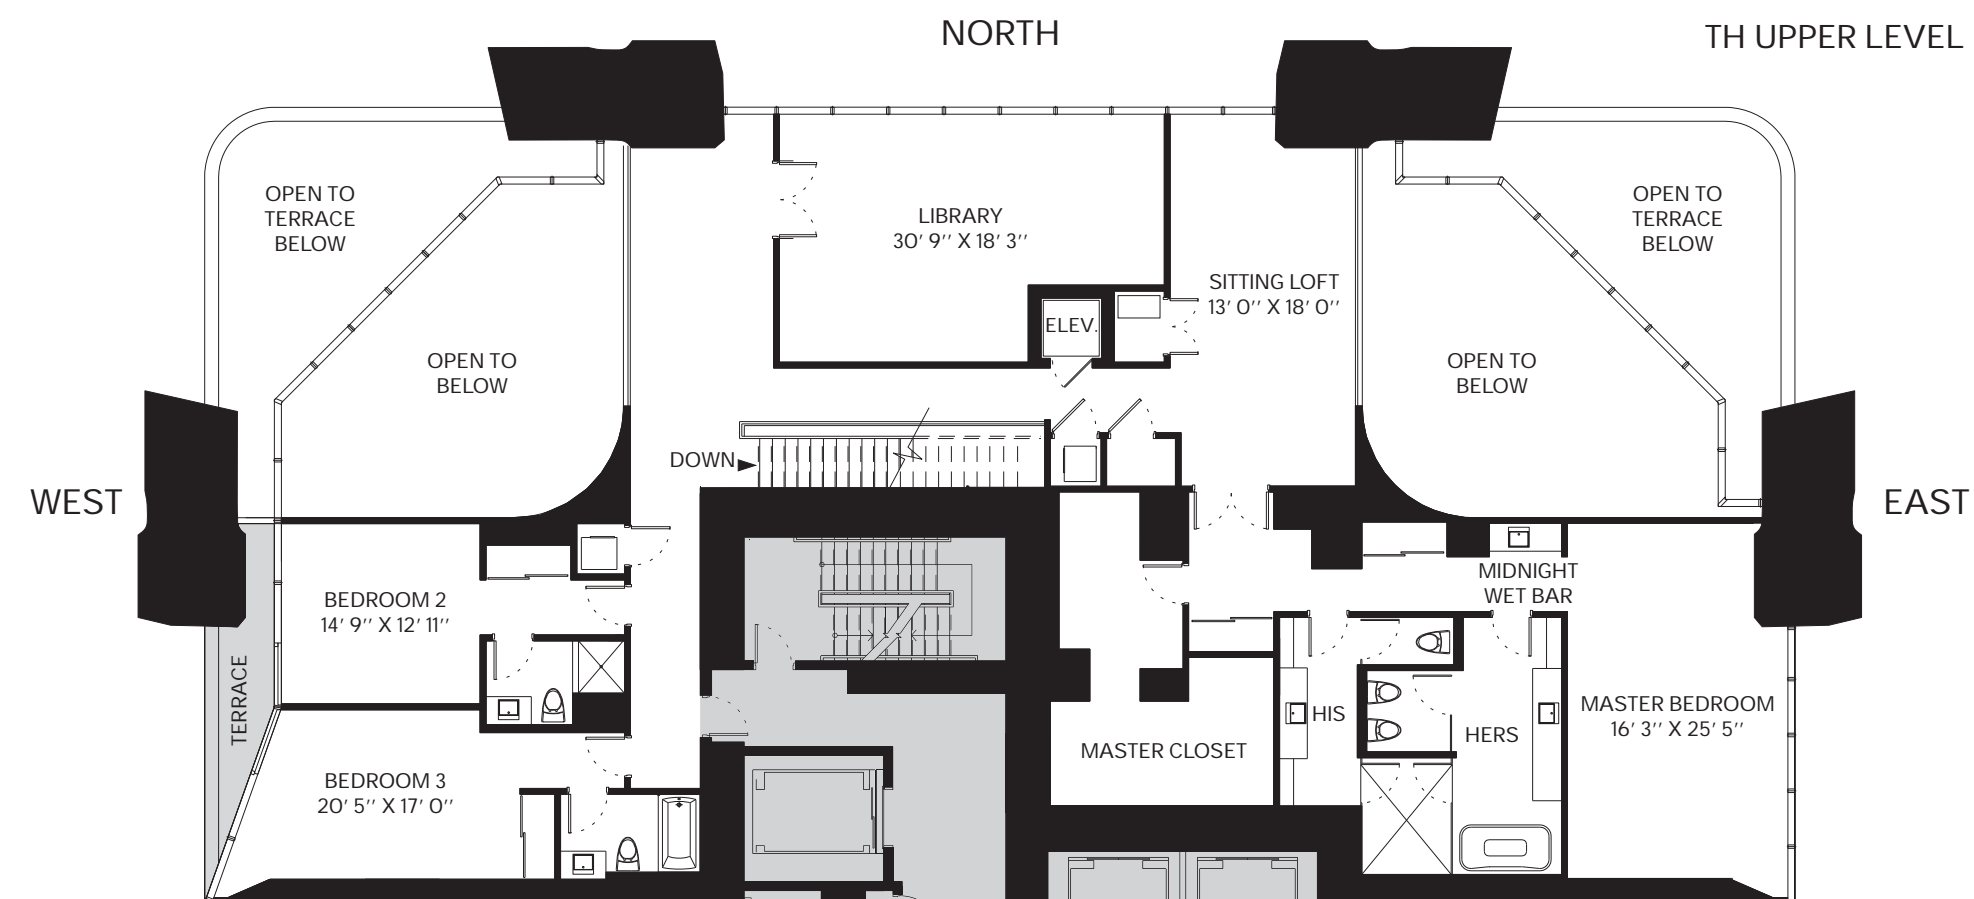 NORTH
TH UPPER LEVEL
OPEN TO
TERRACE
BELOW
LIBRARY
30' 9'' X 18' 3''
OPEN TO
TERRACE
BELOW
SITTING LOFT
13' 0'' X 18' 0''
ELEV.
OPEN TO
BELOW
OPEN TO
BELOW
DOWN
WEST
EAST
BEDROOM 2
14' 9'' X 12' 11''
MIDNIGHT
WET BAR
TERRACE
MASTER BEDROOM
16' 3'' X 25' 5''
HIS
HERS
MASTER CLOSET
BEDROOM 3
20' 5'' X 17' 0''